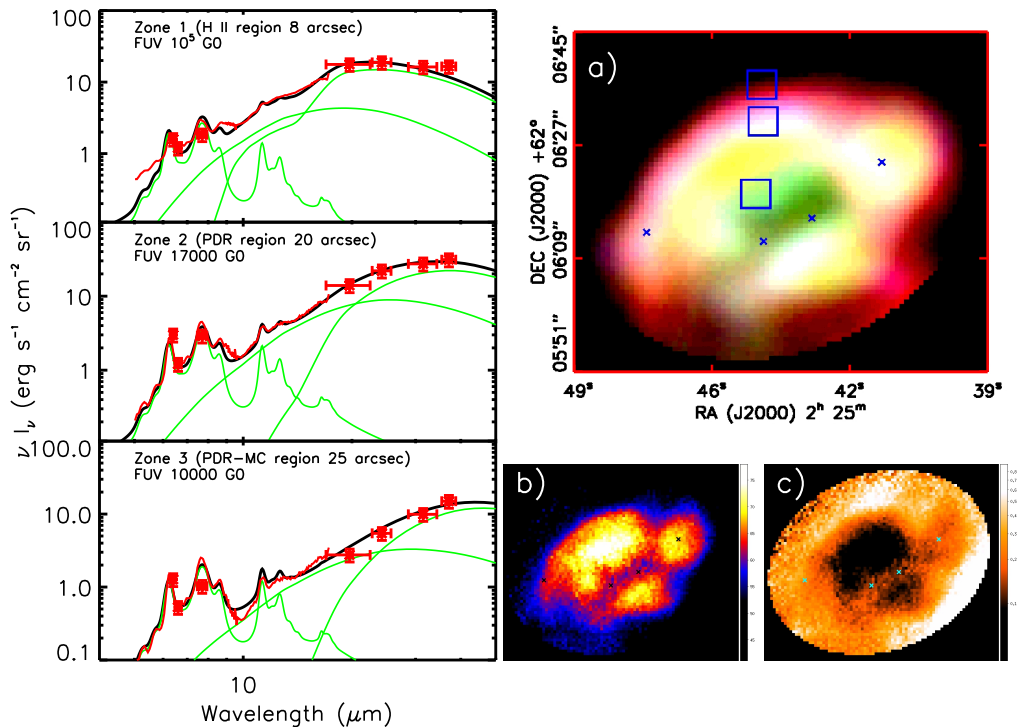 Zone 1 (H II region 8 arcsec)
FUV 10⁵ G0
100
10
1
Zone 2 (PDR region 20 arcsec)
FUV 17000 G0
100
10
1
Zone 3 (PDR-MC region 25 arcsec)
FUV 10000 G0
100.0
10.0
1.0
0.1
10
ν I_ν (erg s⁻¹ cm⁻² sr⁻¹)
Wavelength (μm)
a)
06'45"
06'27"
06'09"
05'51"
DEC (J2000) +62°
49ˢ 46ˢ 42ˢ 39ˢ
RA (J2000) 2ʰ 25ᵐ
b)
c)